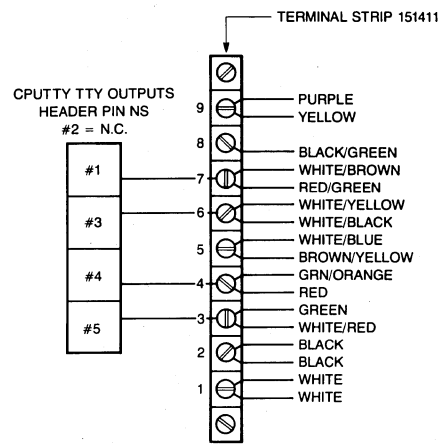 TERMINAL STRIP 151411
CPUTTY TTY OUTPUTS
HEADER PIN NS
#2 = N.C.
#1
#3
#4
#5
9
PURPLE
YELLOW
8
BLACK/GREEN
7
WHITE/BROWN
RED/GREEN
6
WHITE/YELLOW
WHITE/BLACK
5
WHITE/BLUE
BROWN/YELLOW
4
GRN/ORANGE
RED
3
GREEN
WHITE/RED
2
BLACK
BLACK
1
WHITE
WHITE